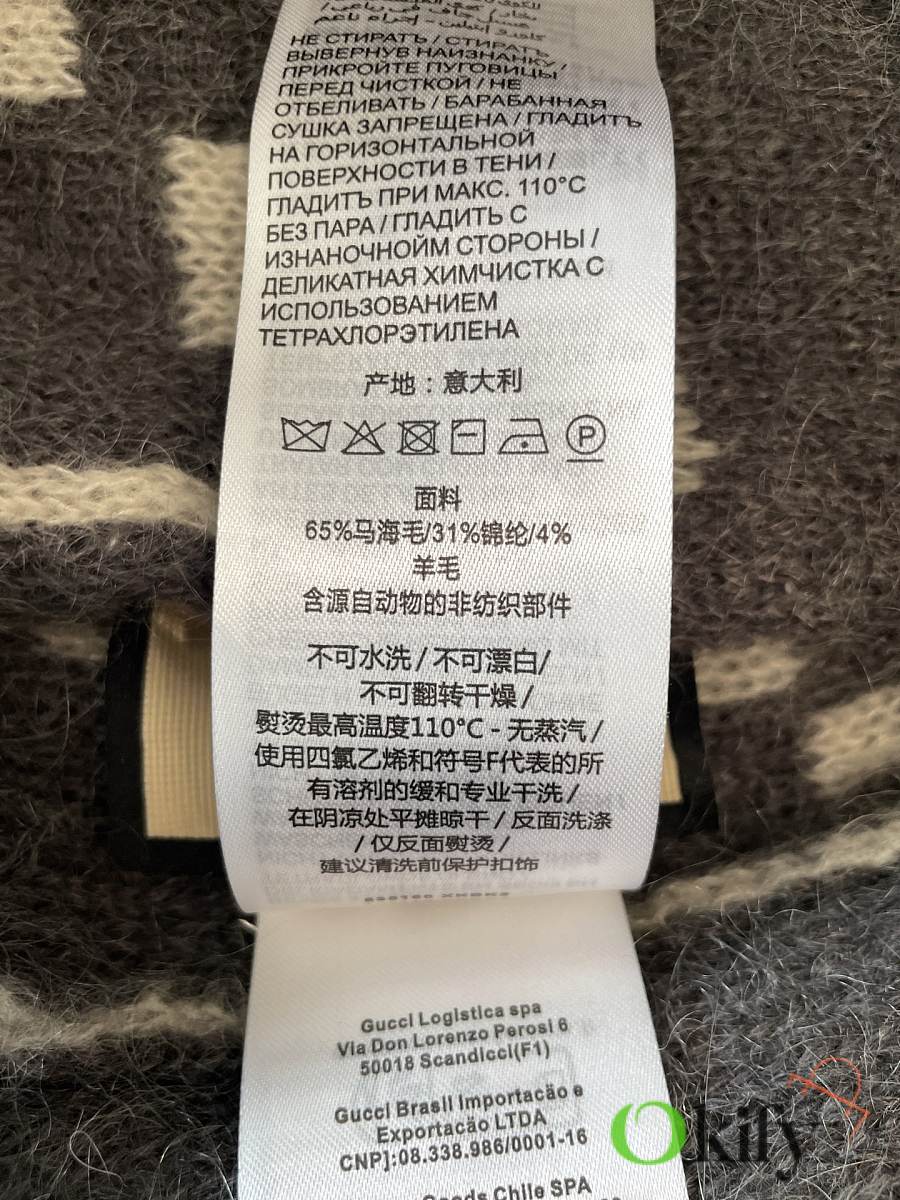 НЕ СТИРАТЬ / СТИРАТЬ
ВЫВЕРНУВ НАИЗНАНКУ /
ПРИКРОЙТЕ ПУГОВИЦЫ
ПЕРЕД ЧИСТКОЙ / НЕ
ОТБЕЛИВАТЬ / БАРАБАННАЯ
СУШКА ЗАПРЕЩЕНА / ГЛАДИТЪ
НА ГОРИЗОНТАЛЬНОЙ
ПОВЕРХНОСТИ В ТЕНИ /
ГЛАДИТЪ ПРИ МАКС. 110°C
БЕЗ ПАРА / ГЛАДИТЬ С
ИЗНАНОЧНОЙМ СТОРОНЫ /
ДЕЛИКАТНАЯ ХИМЧИСТКА С
ИСПОЛЬЗОВАНИЕМ
ТЕТРАХЛОРЭТИЛЕНА
产地：意大利
P
面料
65%马海毛/31%锦纶/4%
羊毛
含源自动物的非纺织部件
不可水洗 / 不可漂白/
不可翻转干燥 /
熨烫最高温度110°C - 无蒸汽 /
使用四氯乙烯和符号F代表的所
有溶剂的缓和专业干洗 /
在阴凉处平摊晾干 / 反面洗涤
/ 仅反面熨烫 /
建议清洗前保护扣饰
Gucci Logistica spa
Via Don Lorenzo Perosi 6
50018 Scandicci(F1)
Gucci Brasil Importacão e
Exportacão LTDA
CNP]:08.338.986/0001-16
Goods Chile SPA
Okify